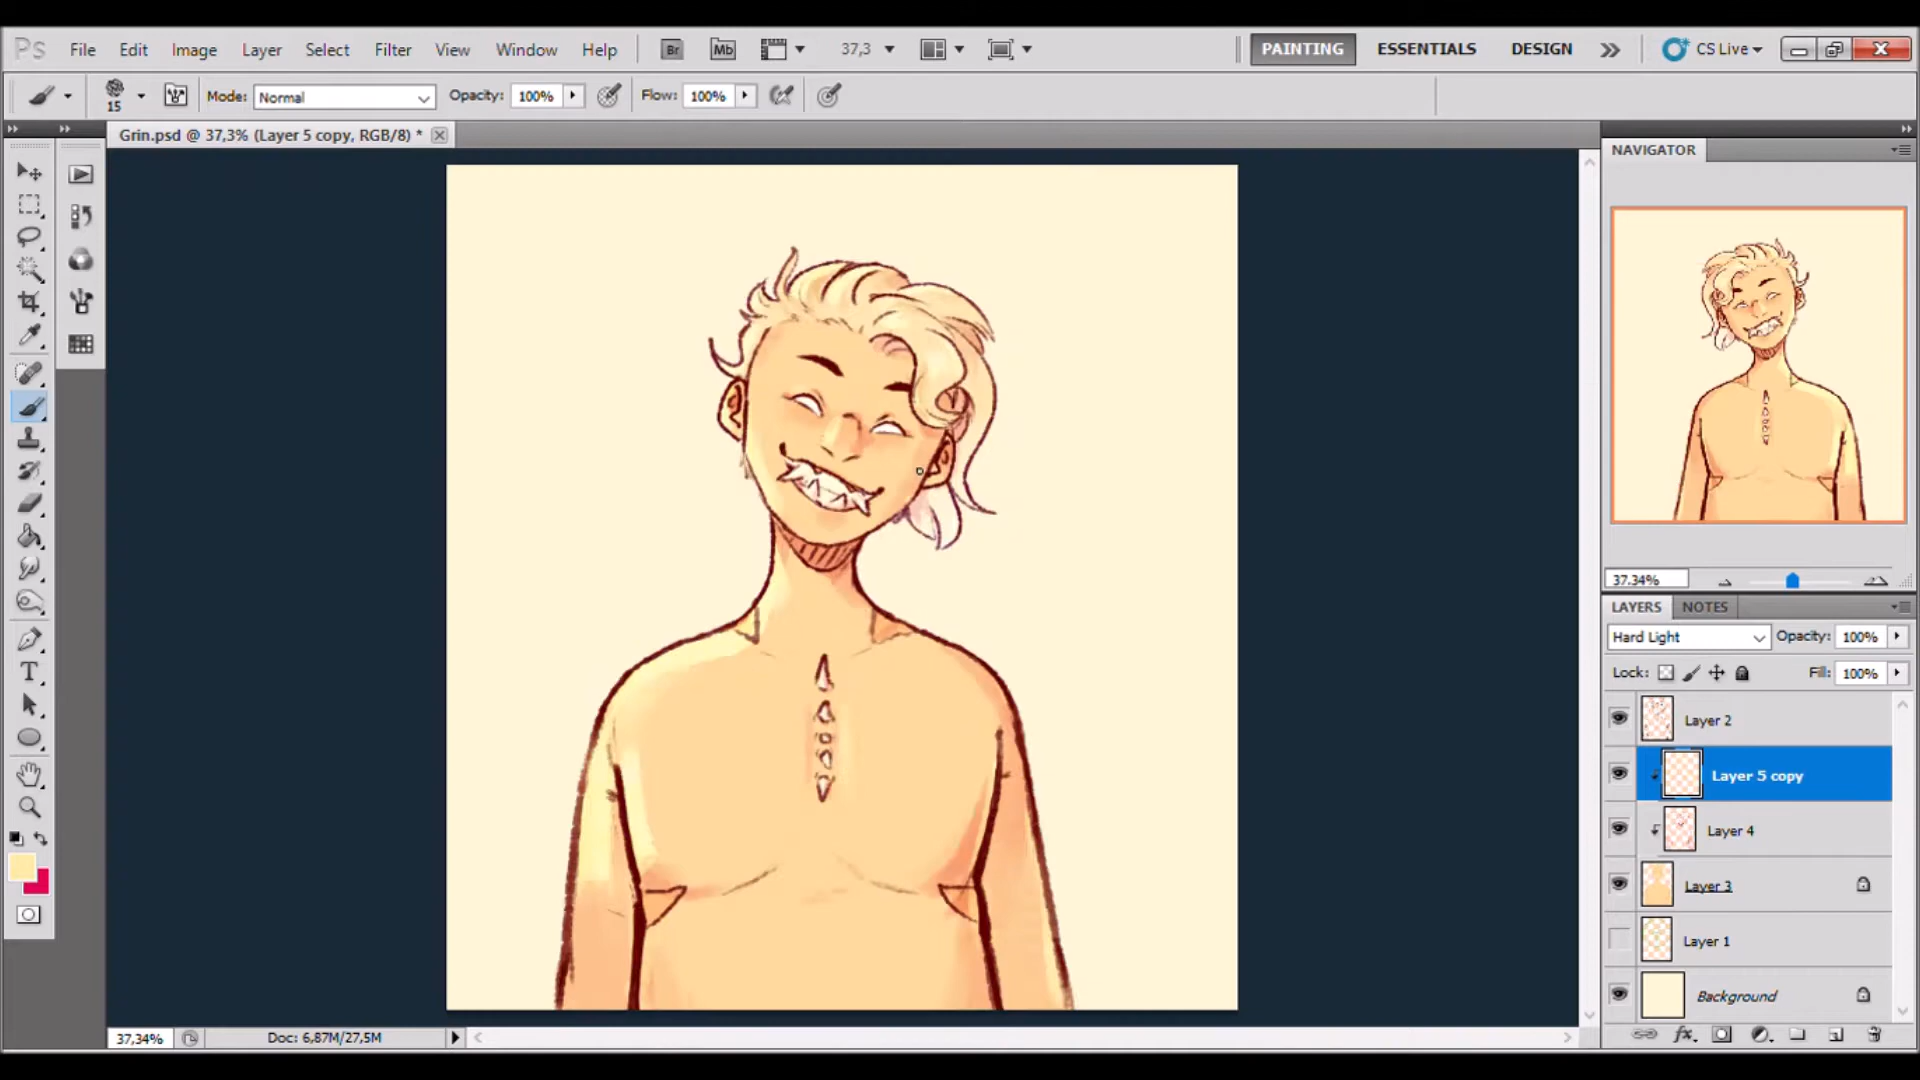 Ps File Edit Image Layer Select Filter View Window Help Br Mb 37,3 PAINTING ESSENTIALS DESIGN CS Live
15 Mode: Normal Opacity: 100% Flow: 100%
Grin.psd @ 37,3% (Layer 5 copy, RGB/8) *
NAVIGATOR
37.34%
LAYERS NOTES
Hard Light Opacity: 100%
Lock: Fill: 100%
Layer 2
Layer 5 copy
Layer 4
Layer 3
Layer 1
Background
37,34% Doc: 6,87M/27,5M